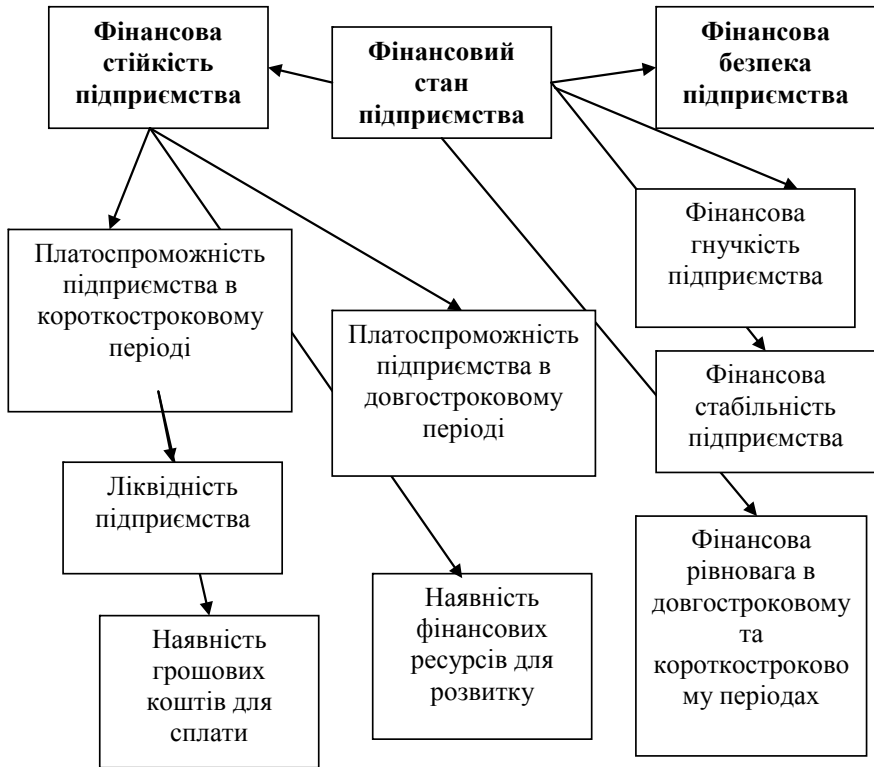 Фінансова
стійкість
підприємства
Фінансовий
стан
підприємства
Фінансова
безпека
підприємства
Фінансова
гнучкість
підприємства
Платоспроможність
підприємства в
короткостроковому
періоді
Платоспроможність
підприємства в
довгостроковому
періоді
Фінансова
стабільність
підприємства
Ліквідність
підприємства
Фінансова
рівновага в
довгостроковому
та
короткостроково
му періодах
Наявність
фінансових
ресурсів для
розвитку
Наявність
грошових
коштів для
сплати